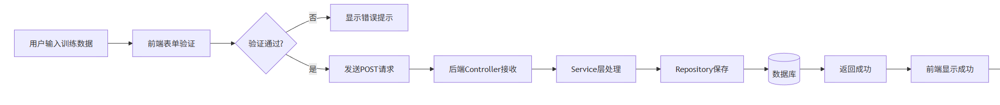 用户输入训练数据
前端表单验证
验证通过?
否
显示错误提示
是
发送POST请求
后端Controller接收
Service层处理
Repository保存
数据库
返回成功
前端显示成功